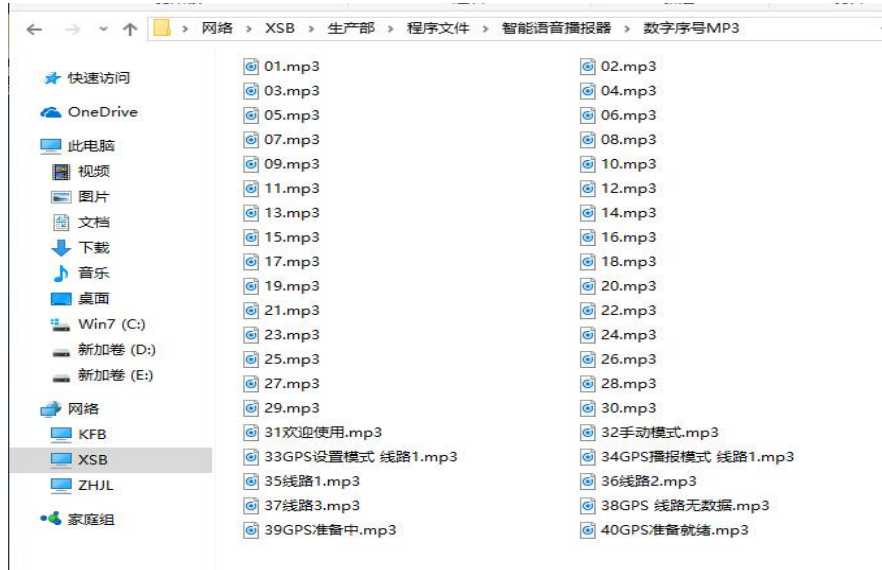 网络 › XSB › 生产部 › 程序文件 › 智能语音播报器 › 数字序号MP3
快速访问
OneDrive
此电脑
视频
图片
文档
下载
音乐
桌面
Win7 (C:)
新加卷 (D:)
新加卷 (E:)
网络
KFB
XSB
ZHJL
家庭组
01.mp3 02.mp3
03.mp3 04.mp3
05.mp3 06.mp3
07.mp3 08.mp3
09.mp3 10.mp3
11.mp3 12.mp3
13.mp3 14.mp3
15.mp3 16.mp3
17.mp3 18.mp3
19.mp3 20.mp3
21.mp3 22.mp3
23.mp3 24.mp3
25.mp3 26.mp3
27.mp3 28.mp3
29.mp3 30.mp3
31欢迎使用.mp3 32手动模式.mp3
33GPS设置模式 线路1.mp3 34GPS播报模式 线路1.mp3
35线路1.mp3 36线路2.mp3
37线路3.mp3 38GPS 线路无数据.mp3
39GPS准备中.mp3 40GPS准备就绪.mp3